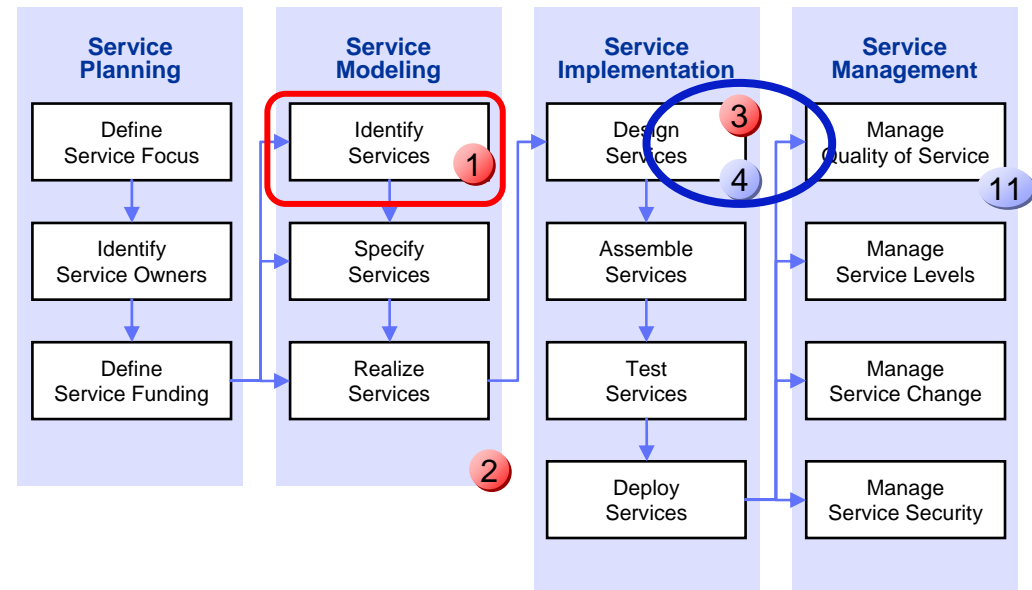 Service
Planning
Define
Service Focus
Identify
Service Owners
Define
Service Funding
Service
Modeling
Identify
Services
1
Specify
Services
Realize
Services
2
Service
Implementation
Design
Services
3
4
Assemble
Services
Test
Services
Deploy
Services
Service
Management
Manage
Quality of Service
11
Manage
Service Levels
Manage
Service Change
Manage
Service Security